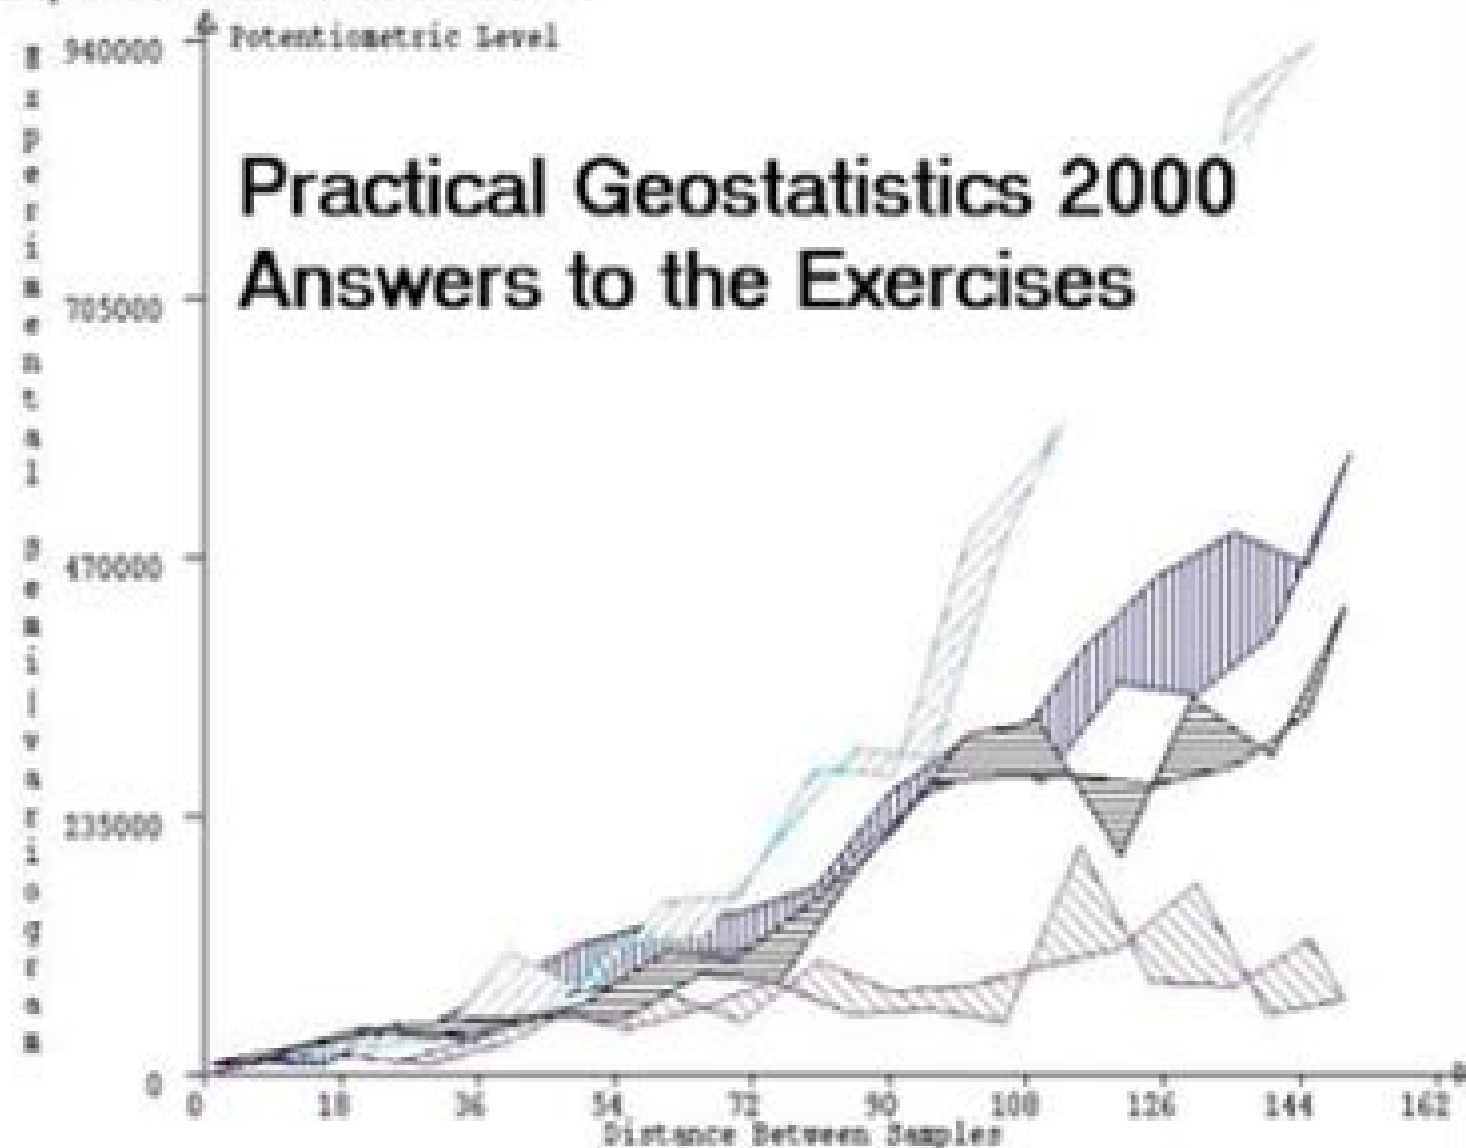 Potentiometric Level
Practical Geostatistics 2000
Answers to the Exercises
940000
705000
470000
235000
0
0 18 36 54 72 90 108 126 144 162
Distance Between Samples